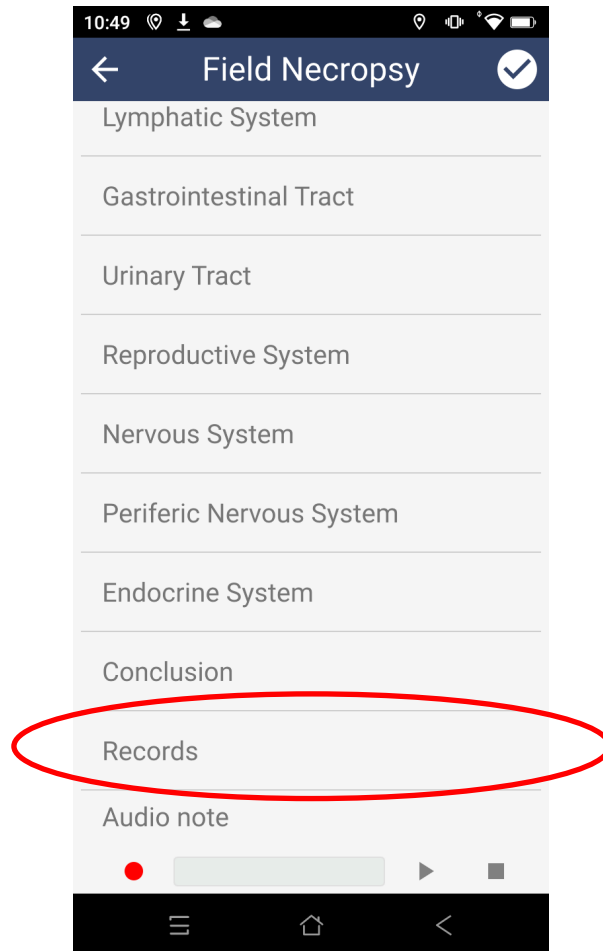 10:49
Field Necropsy
Lymphatic System
Gastrointestinal Tract
Urinary Tract
Reproductive System
Nervous System
Periferic Nervous System
Endocrine System
Conclusion
Records
Audio note